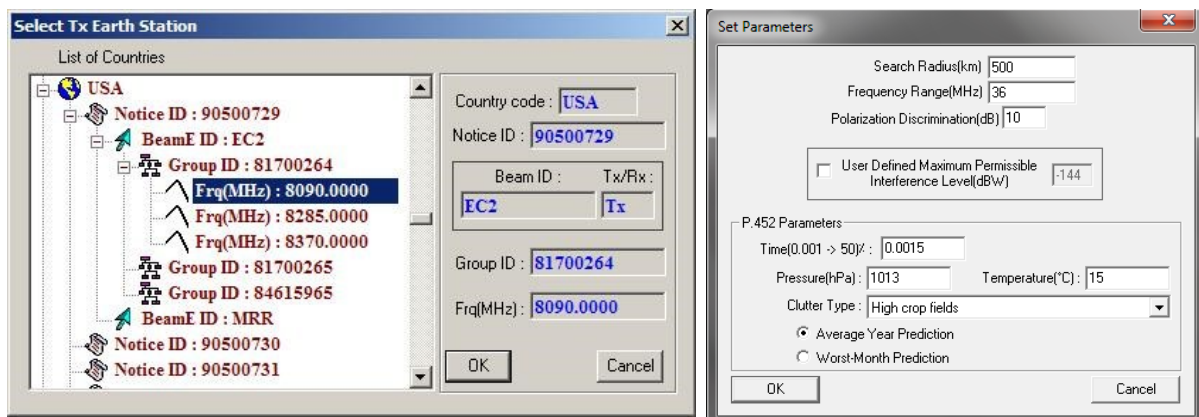 Select Tx Earth Station
List of Countries
USA
Notice ID : 90500729
BeamE ID : EC2
Group ID : 81700264
Frq(MHz) : 8090.0000
Frq(MHz) : 8285.0000
Frq(MHz) : 8370.0000
Group ID : 81700265
Group ID : 84615965
BeamE ID : MRR
Notice ID : 90500730
Notice ID : 90500731
Country code : USA
Notice ID : 90500729
Beam ID : Tx/Rx :
EC2 Tx
Group ID : 81700264
Frq(MHz) : 8090.0000
OK Cancel
Set Parameters
Search Radius(km) 500
Frequency Range(MHz) 36
Polarization Discrimination(dB) 10
User Defined Maximum Permissible
Interference Level(dBW) -144
P.452 Parameters
Time(0.001 -> 50)% : 0.0015
Pressure(hPa) : 1013 Temperature(°C) : 15
Clutter Type : High crop fields
Average Year Prediction
Worst-Month Prediction
OK Cancel